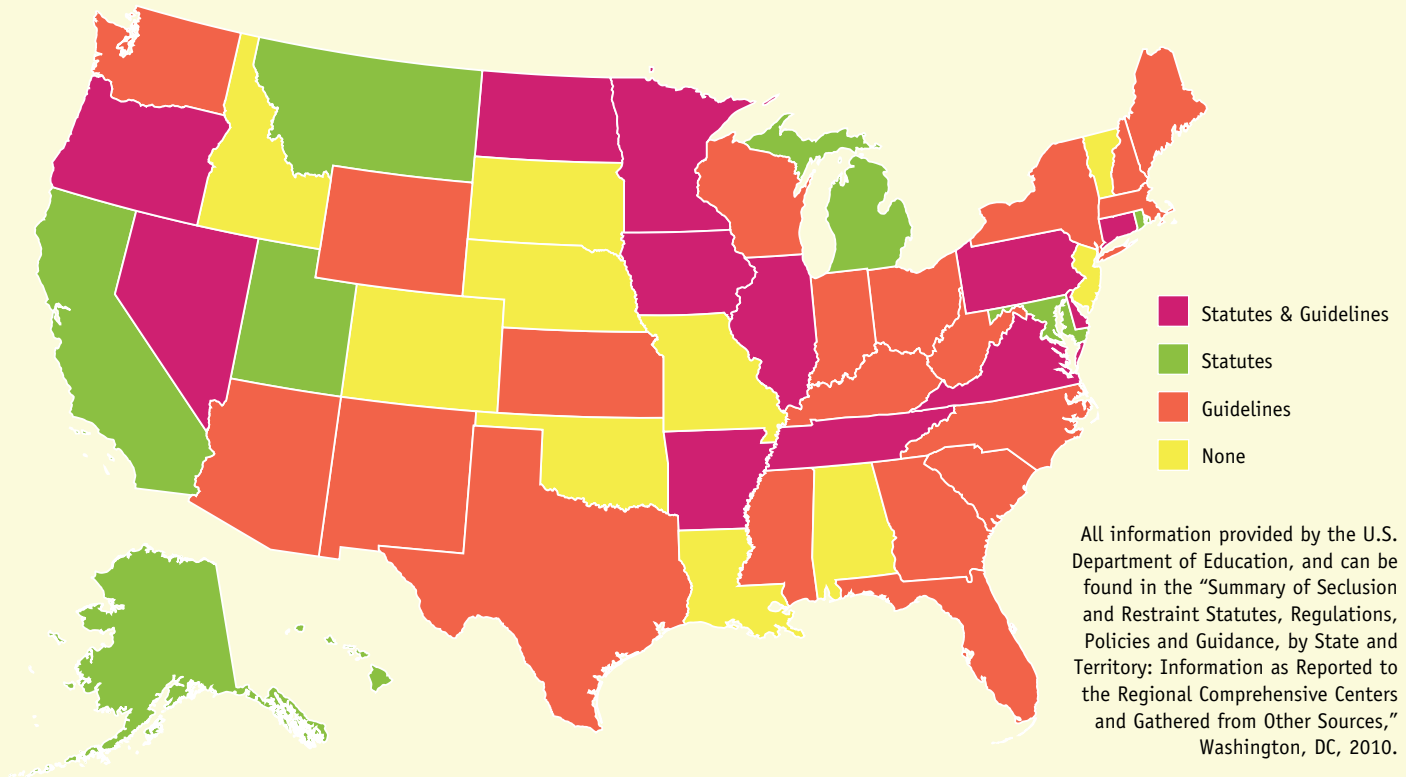 Statutes & Guidelines
Statutes
Guidelines
None
All information provided by the U.S.
Department of Education, and can be
found in the “Summary of Seclusion
and Restraint Statutes, Regulations,
Policies and Guidance, by State and
Territory: Information as Reported to
the Regional Comprehensive Centers
and Gathered from Other Sources,”
Washington, DC, 2010.